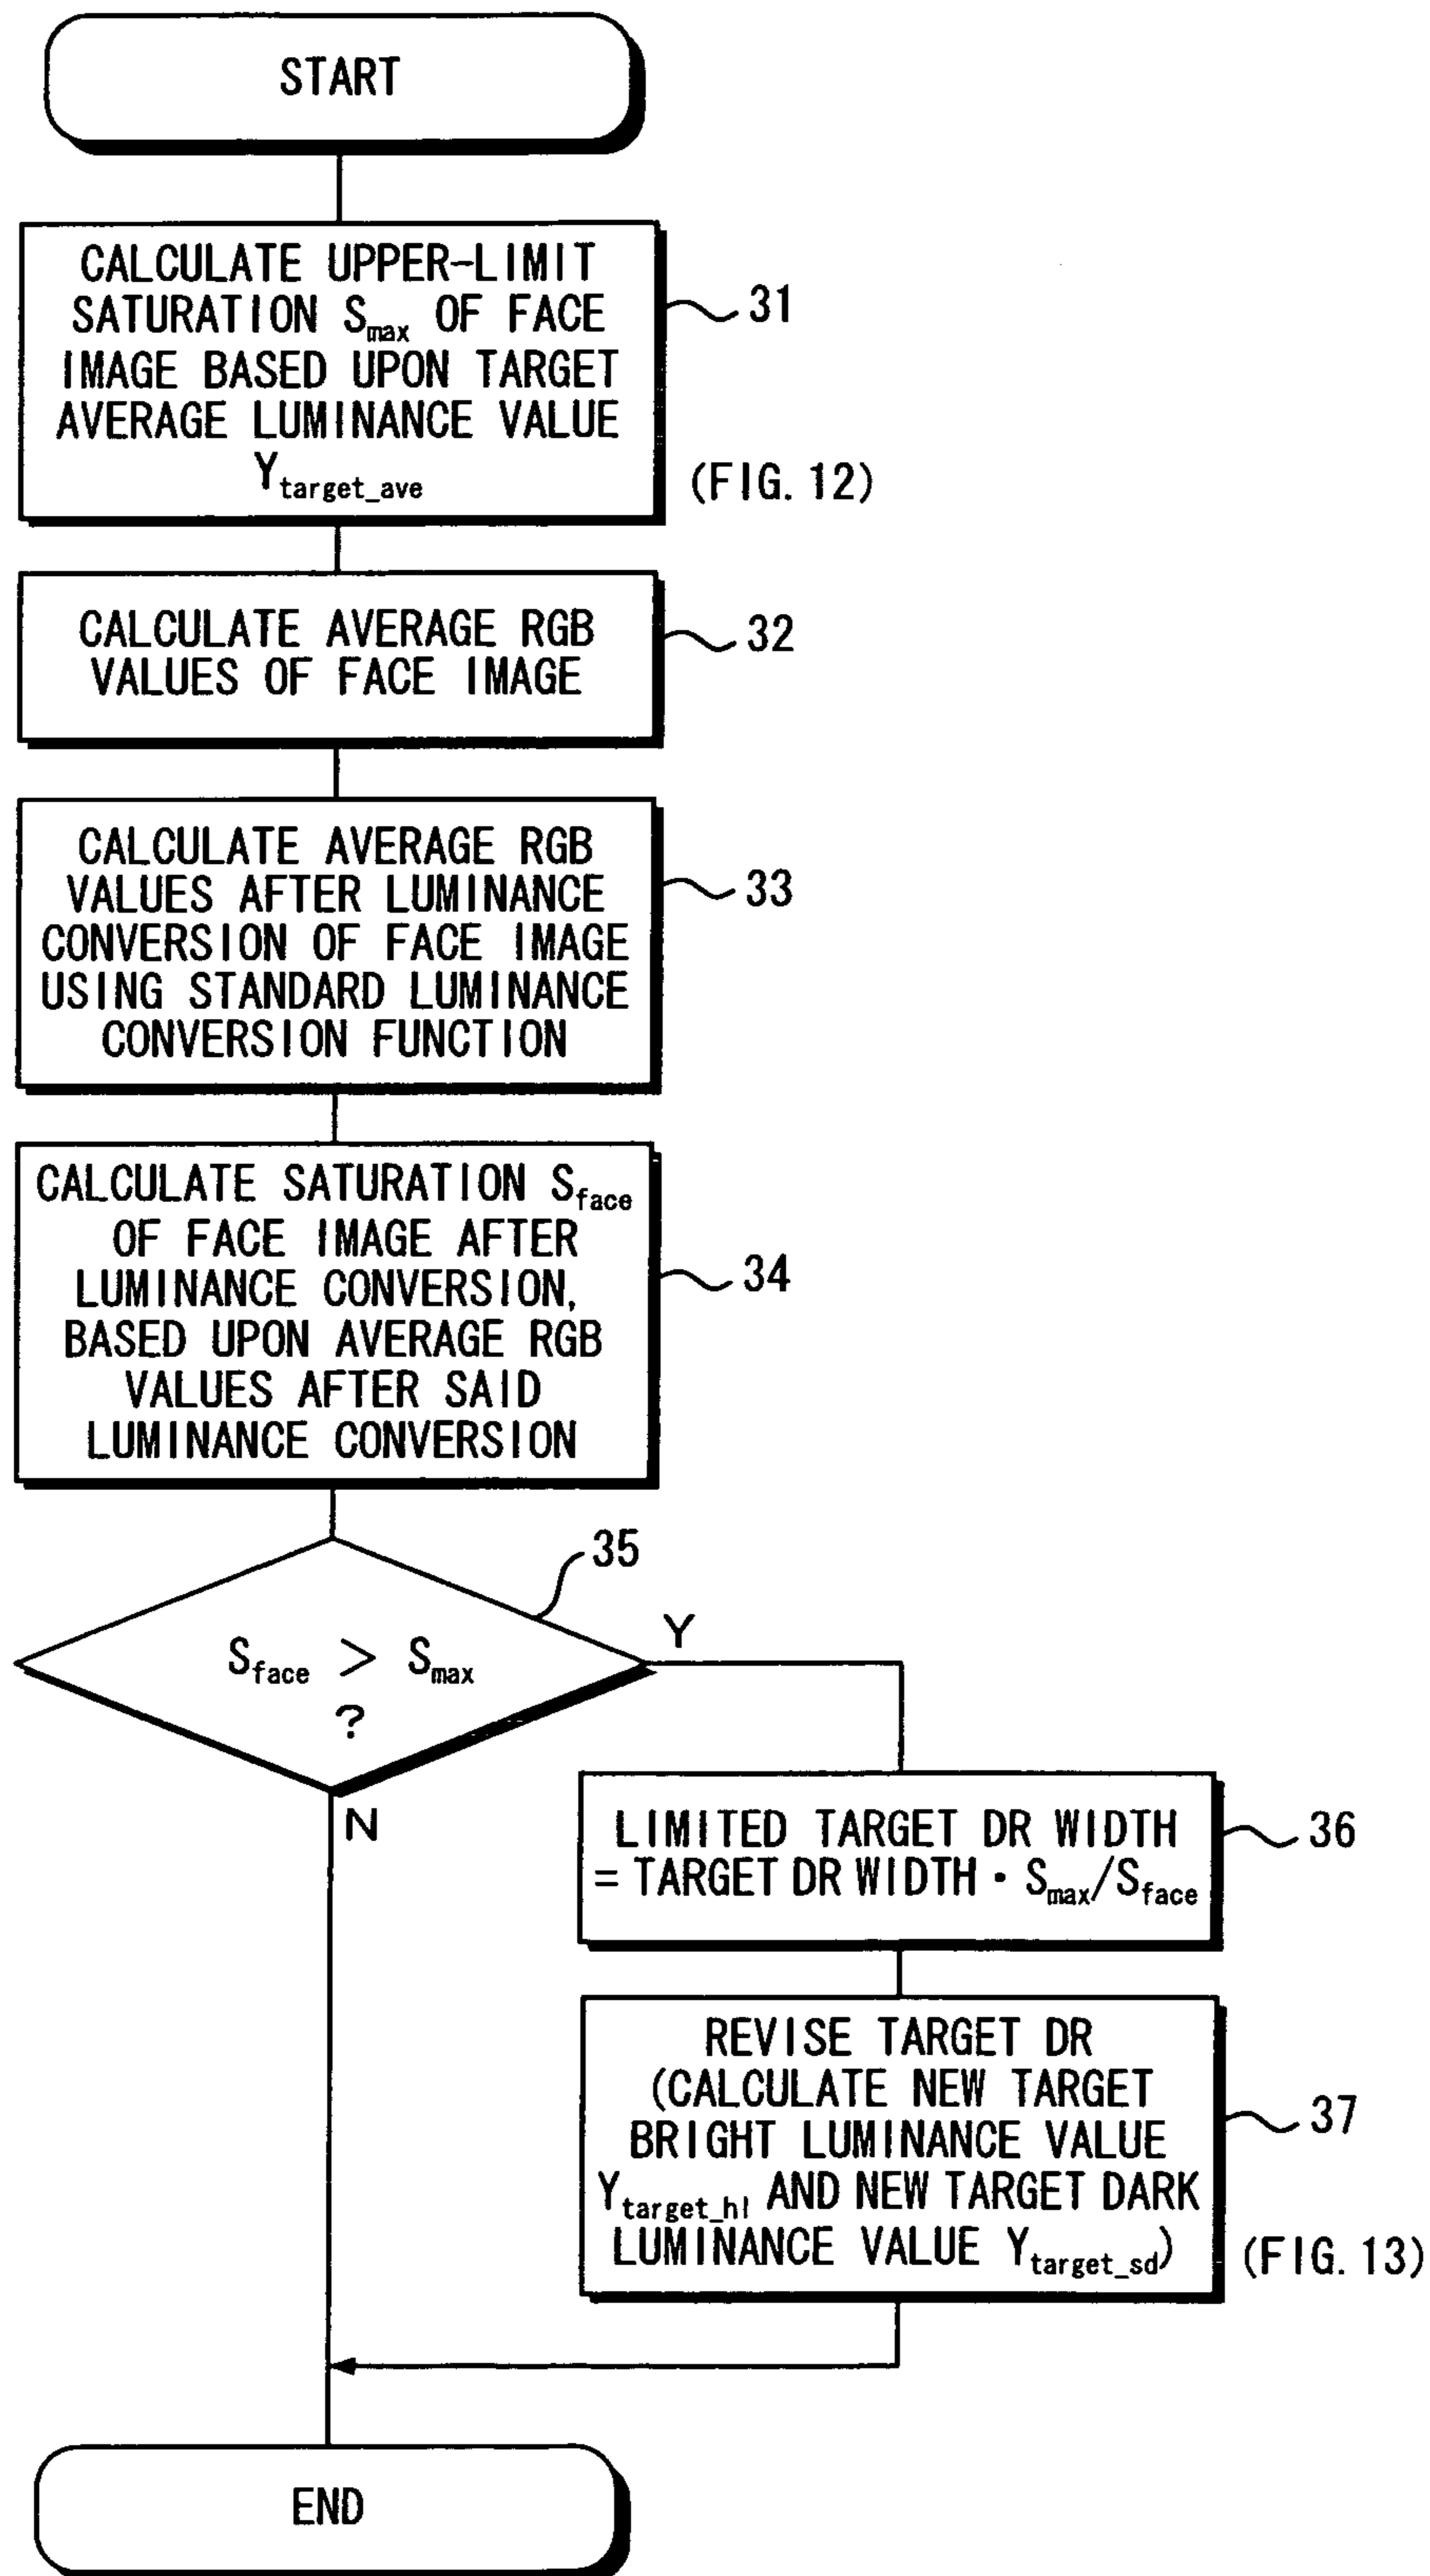 START
CALCULATE UPPER-LIMIT
SATURATION Smax OF FACE
IMAGE BASED UPON TARGET
AVERAGE LUMINANCE VALUE
Ytarget_ave
31
(FIG. 12)
CALCULATE AVERAGE RGB
VALUES OF FACE IMAGE
32
CALCULATE AVERAGE RGB
VALUES AFTER LUMINANCE
CONVERSION OF FACE IMAGE
USING STANDARD LUMINANCE
CONVERSION FUNCTION
33
CALCULATE SATURATION Sface
OF FACE IMAGE AFTER
LUMINANCE CONVERSION,
BASED UPON AVERAGE RGB
VALUES AFTER SAID
LUMINANCE CONVERSION
34
35
Sface > Smax
?
Y
N
LIMITED TARGET DR WIDTH
= TARGET DR WIDTH · Smax/Sface
36
REVISE TARGET DR
(CALCULATE NEW TARGET
BRIGHT LUMINANCE VALUE
Ytarget_hl AND NEW TARGET DARK
LUMINANCE VALUE Ytarget_sd)
37
(FIG. 13)
END